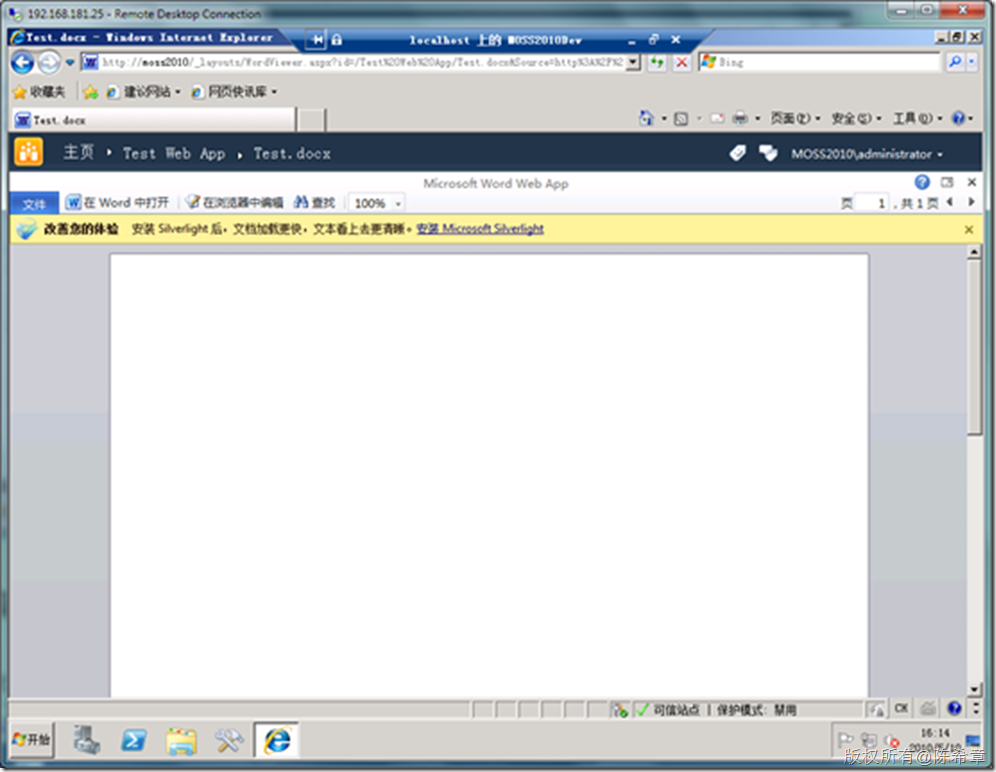 192.168.181.25 - Remote Desktop Connection
Test.docx - Windows Internet Explorer
localhost 上的 MOSS2010Dev
http://moss2010/_layouts/WordViewer.aspx?id=/Test%20Web%20App/Test.docx&Source=http%3A%2F%2
Bing
收藏夹 建议网站 网页快讯库
Test.docx
页面(P) 安全(S) 工具(O)
主页 Test Web App Test.docx
MOSS2010\administrator
Microsoft Word Web App
文件 在 Word 中打开 在浏览器中编辑 查找 100% 页 1 , 共 1 页
改善您的体验 安装 Silverlight 后，文档加载更快，文本看上去更清晰。安装 Microsoft Silverlight
可信站点 | 保护模式: 禁用
CH
开始
16:14
版权所有@陈希章